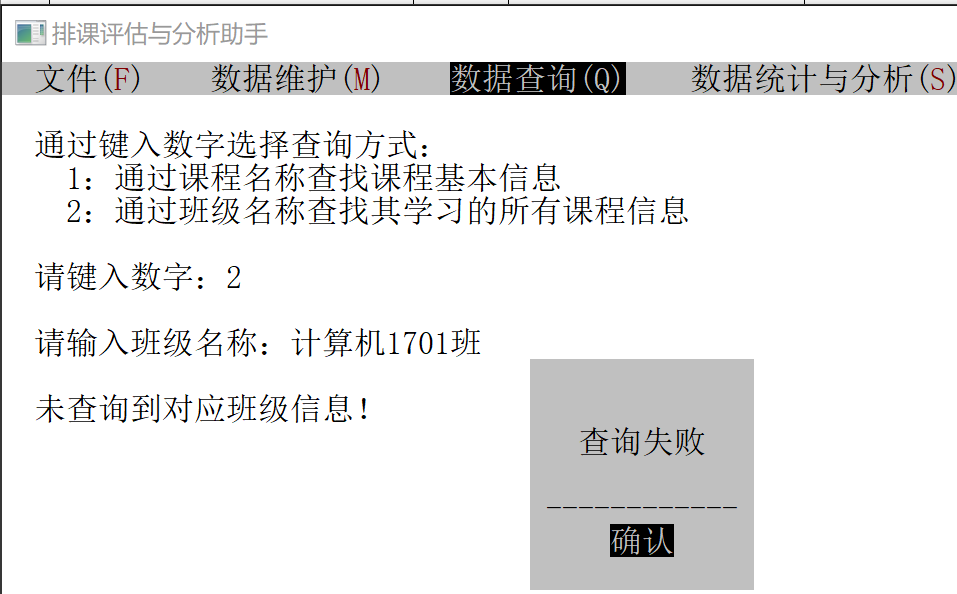 排课评估与分析助手
文件(F) 数据维护(M) 数据查询(Q) 数据统计与分析(S)
通过键入数字选择查询方式：
1：通过课程名称查找课程基本信息
2：通过班级名称查找其学习的所有课程信息
请键入数字：2
请输入班级名称：计算机1701班
未查询到对应班级信息！
查询失败
------------
确认